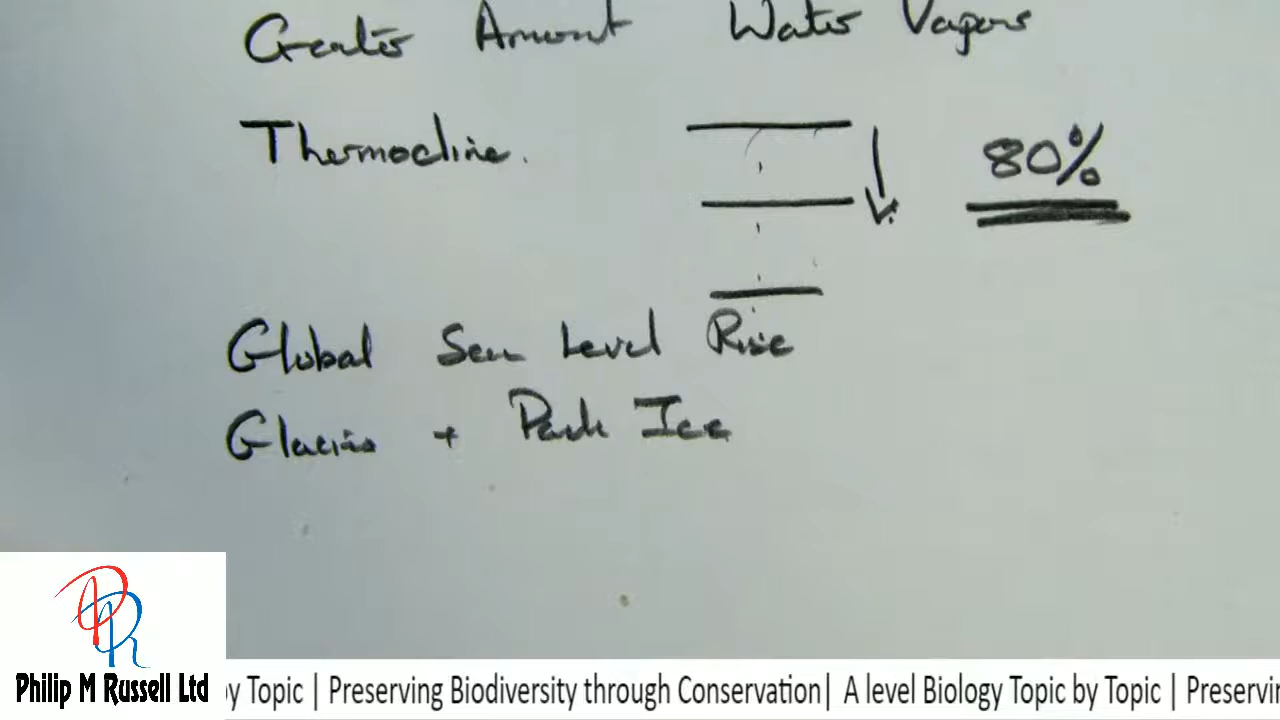 Greater Amount Water Vapour
Thermocline. 80%
Global Sea Level Rise
Glaciers + Pack Ice
Philip M Russell Ltd
by Topic | Preserving Biodiversity through Conservation| A level Biology Topic by Topic | Preservin